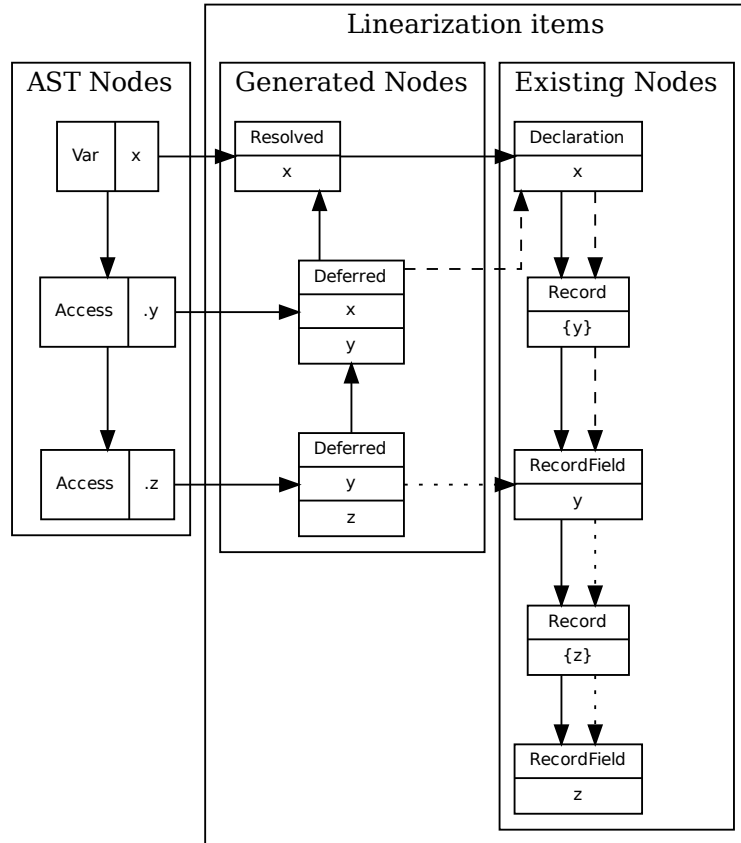 Linearization items
AST Nodes
Var x
Access .y
Access .z
Generated Nodes
Resolved
x
Deferred
x
y
Deferred
y
z
Existing Nodes
Declaration
x
Record
{y}
RecordField
y
Record
{z}
RecordField
z